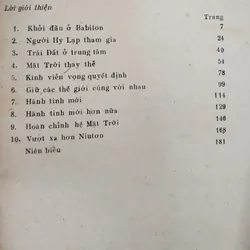 Lời giới thiện
Trang
1. Khởi đầu ở Babilon 7
2. Người Hy Lạp tham gia 24
3. Trái Đất ở trung tâm 40
4. Mặt Trời thay thế 54
5. Kính viễn vọng quyết định 78
6. Giữ các thế giới cùng với nhau 99
7. Hành tinh mới 114
8. Hành tinh mới hơn nữa 128
9. Hoàn chỉnh hệ Mặt Trời 146
10. Vượt xa hơn Niutơn 168
Niên biểu 181